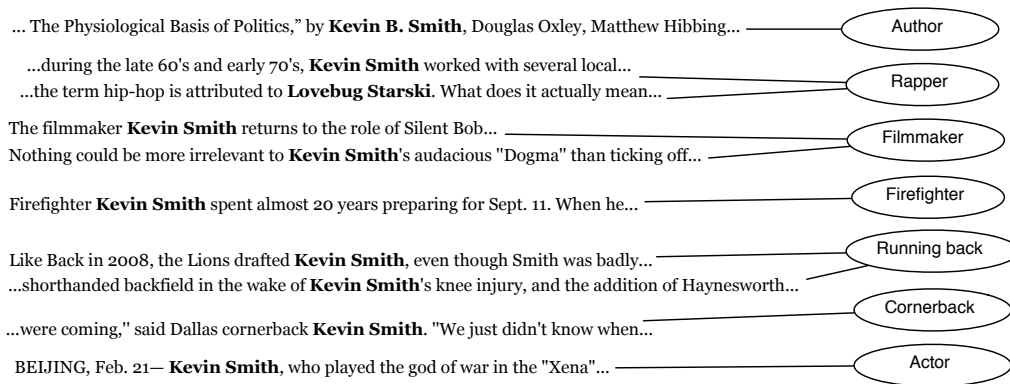 ... The Physiological Basis of Politics,” by Kevin B. Smith, Douglas Oxley, Matthew Hibbing...
Author
...during the late 60's and early 70's, Kevin Smith worked with several local...
...the term hip-hop is attributed to Lovebug Starski. What does it actually mean...
Rapper
The filmmaker Kevin Smith returns to the role of Silent Bob...
Nothing could be more irrelevant to Kevin Smith's audacious "Dogma" than ticking off...
Filmmaker
Firefighter Kevin Smith spent almost 20 years preparing for Sept. 11. When he...
Firefighter
Like Back in 2008, the Lions drafted Kevin Smith, even though Smith was badly...
...shorthanded backfield in the wake of Kevin Smith's knee injury, and the addition of Haynesworth...
Running back
...were coming,'' said Dallas cornerback Kevin Smith. "We just didn't know when...
Cornerback
BEIJING, Feb. 21— Kevin Smith, who played the god of war in the "Xena"...
Actor